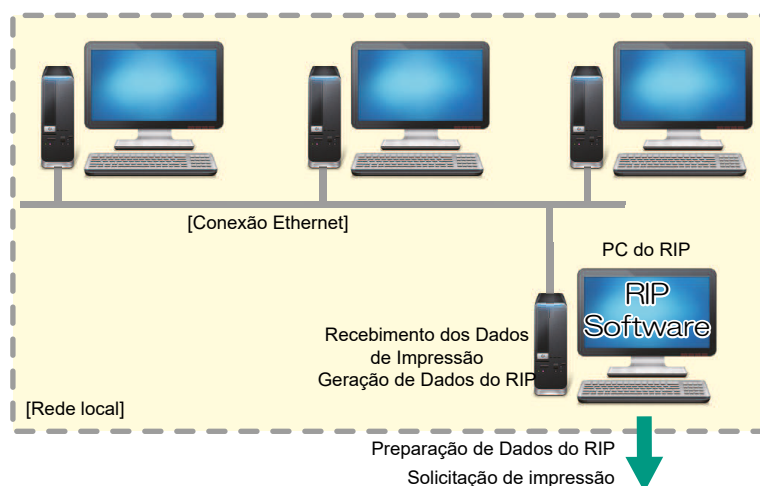 [Conexão Ethernet]
PC do RIP
RIP
Software
Recebimento dos Dados
de Impressão
Geração de Dados do RIP
[Rede local]
Preparação de Dados do RIP
Solicitação de impressão